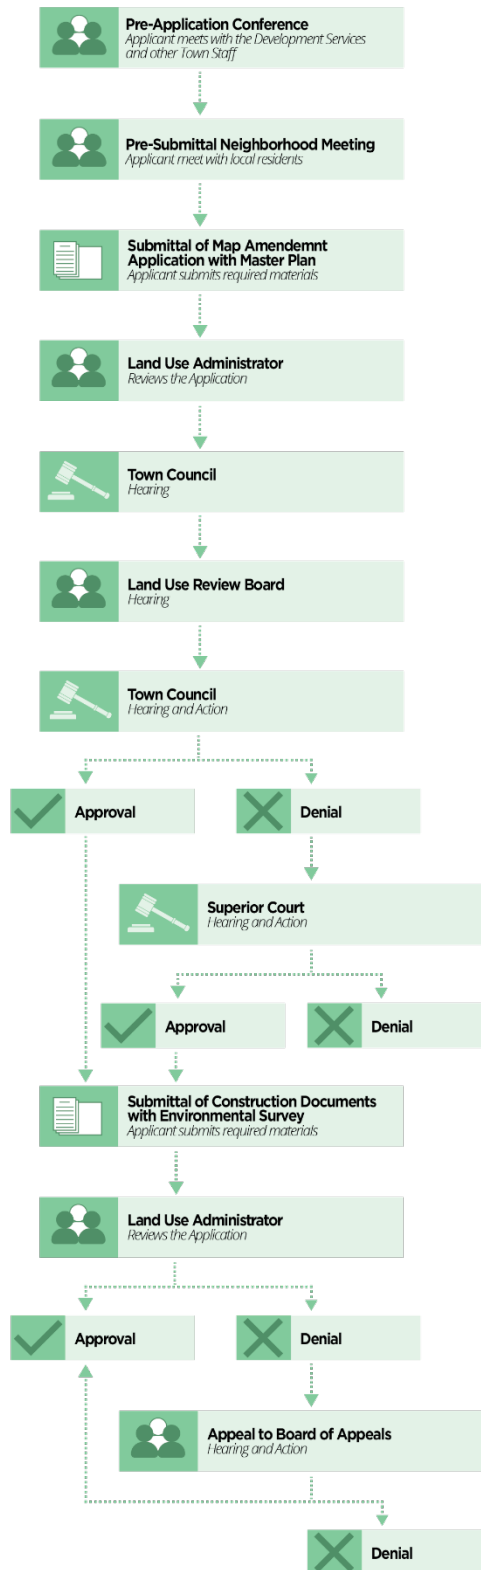 Pre-Application Conference
Applicant meets with the Development Services
and other Town Staff
Pre-Submittal Neighborhood Meeting
Applicant meet with local residents
Submittal of Map Amendemnt
Application with Master Plan
Applicant submits required materials
Land Use Administrator
Reviews the Application
Town Council
Hearing
Land Use Review Board
Hearing
Town Council
Hearing and Action
Approval
Denial
Superior Court
Hearing and Action
Approval
Denial
Submittal of Construction Documents
with Environmental Survey
Applicant submits required materials
Land Use Administrator
Reviews the Application
Approval
Denial
Appeal to Board of Appeals
Hearing and Action
Denial